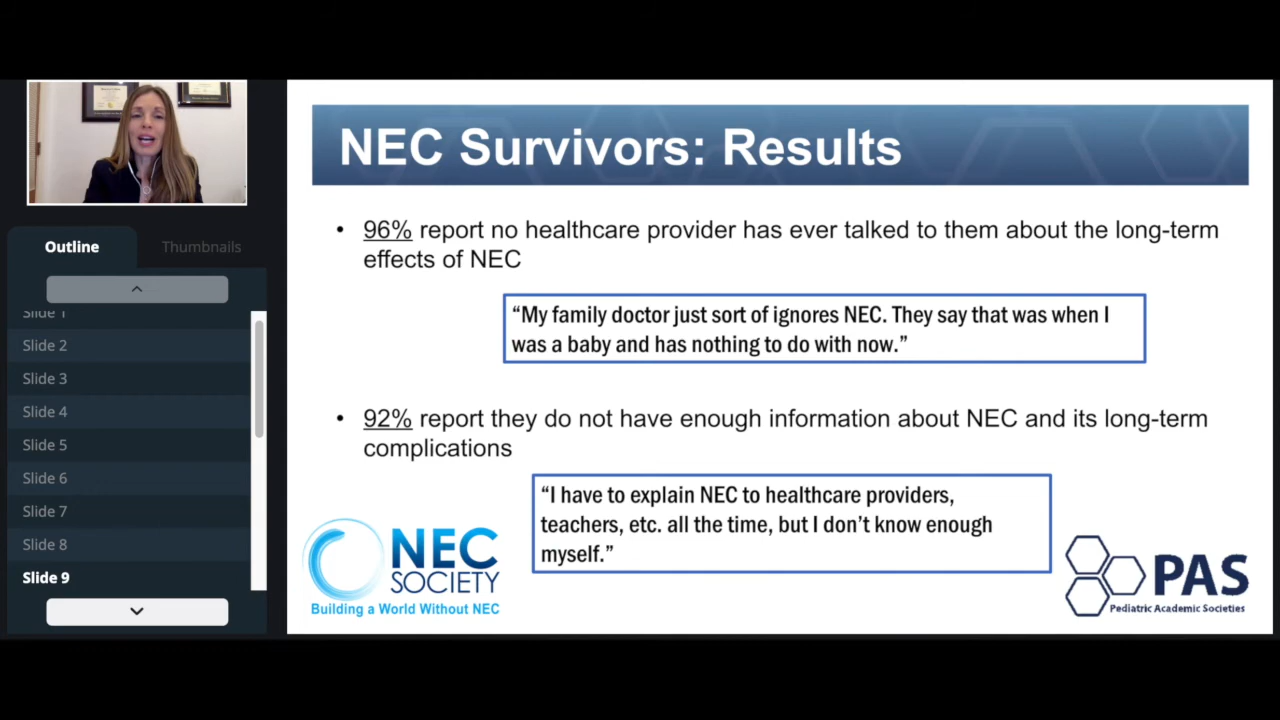 Outline
Thumbnails
Slide 1
Slide 2
Slide 3
Slide 4
Slide 5
Slide 6
Slide 7
Slide 8
Slide 9
NEC Survivors: Results
• 96% report no healthcare provider has ever talked to them about the long-term
effects of NEC
“My family doctor just sort of ignores NEC. They say that was when I
was a baby and has nothing to do with now.”
• 92% report they do not have enough information about NEC and its long-term
complications
“I have to explain NEC to healthcare providers,
teachers, etc. all the time, but I don’t know enough
myself.”
NEC
SOCIETY
Building a World Without NEC
PAS
Pediatric Academic Societies